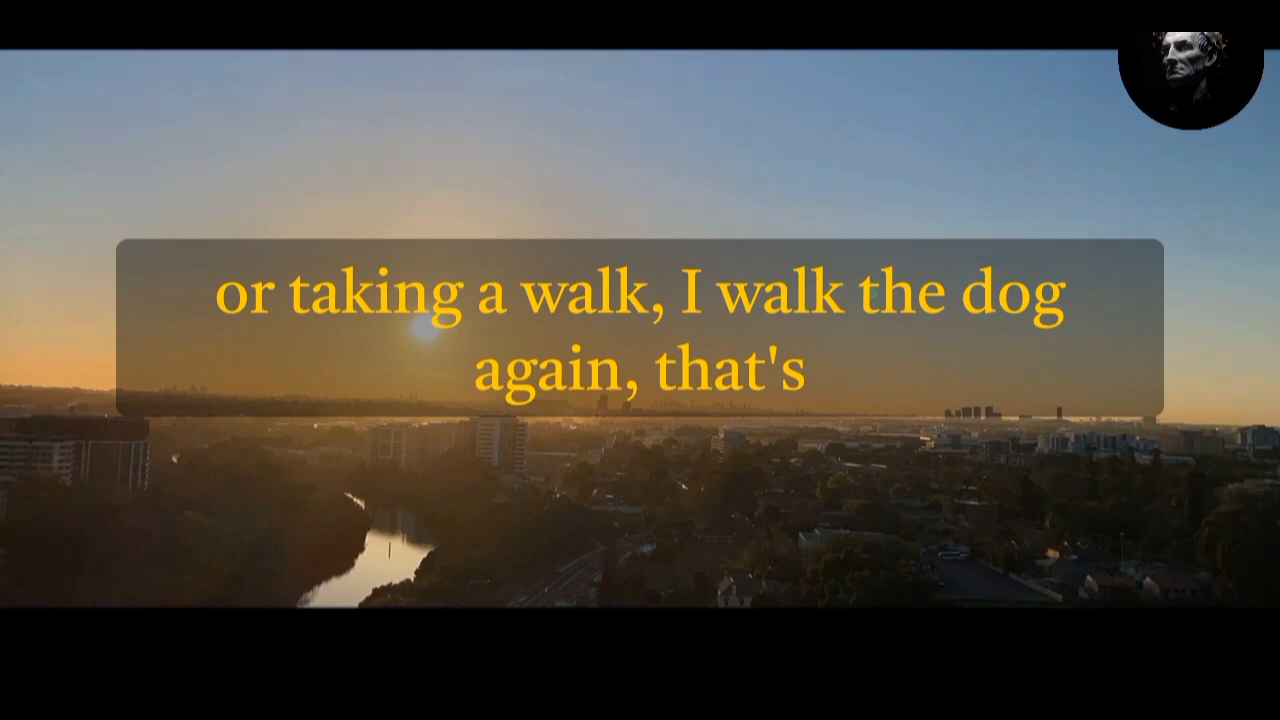 or taking a walk, I walk the dog
again, that's